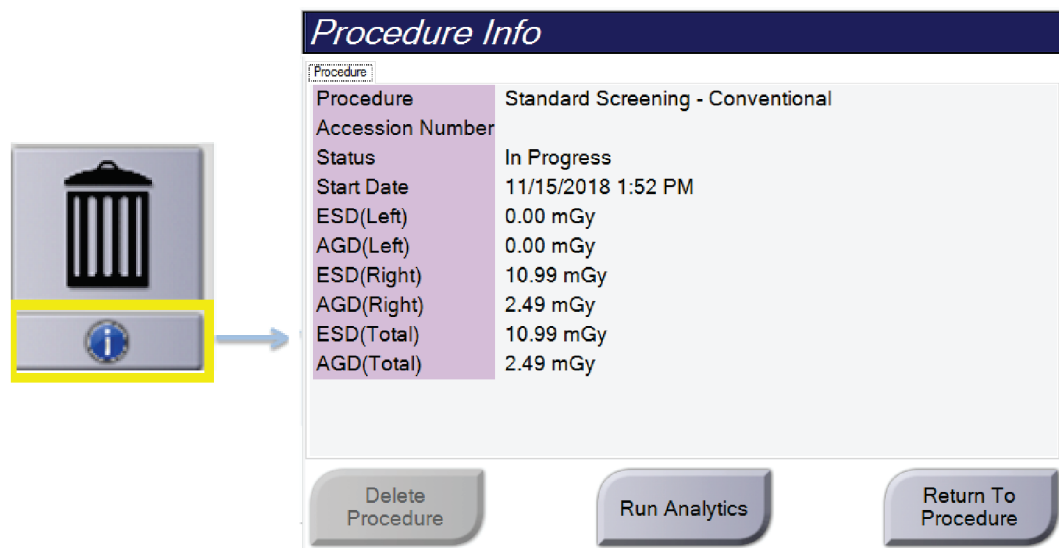 Procedure Info
Procedure
Procedure Standard Screening - Conventional
Accession Number
Status In Progress
Start Date 11/15/2018 1:52 PM
ESD(Left) 0.00 mGy
AGD(Left) 0.00 mGy
ESD(Right) 10.99 mGy
AGD(Right) 2.49 mGy
ESD(Total) 10.99 mGy
AGD(Total) 2.49 mGy
i
Delete
Procedure
Run Analytics
Return To
Procedure